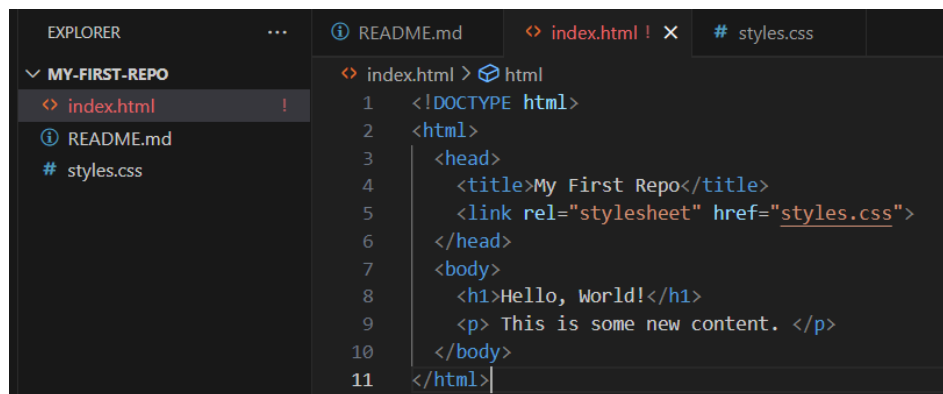 EXPLORER ...
MY-FIRST-REPO
index.html !
README.md
styles.css
README.md index.html ! styles.css
index.html > html
1 <!DOCTYPE html>
2 <html>
3 <head>
4 <title>My First Repo</title>
5 <link rel="stylesheet" href="styles.css">
6 </head>
7 <body>
8 <h1>Hello, World!</h1>
9 <p> This is some new content. </p>
10 </body>
11 </html>